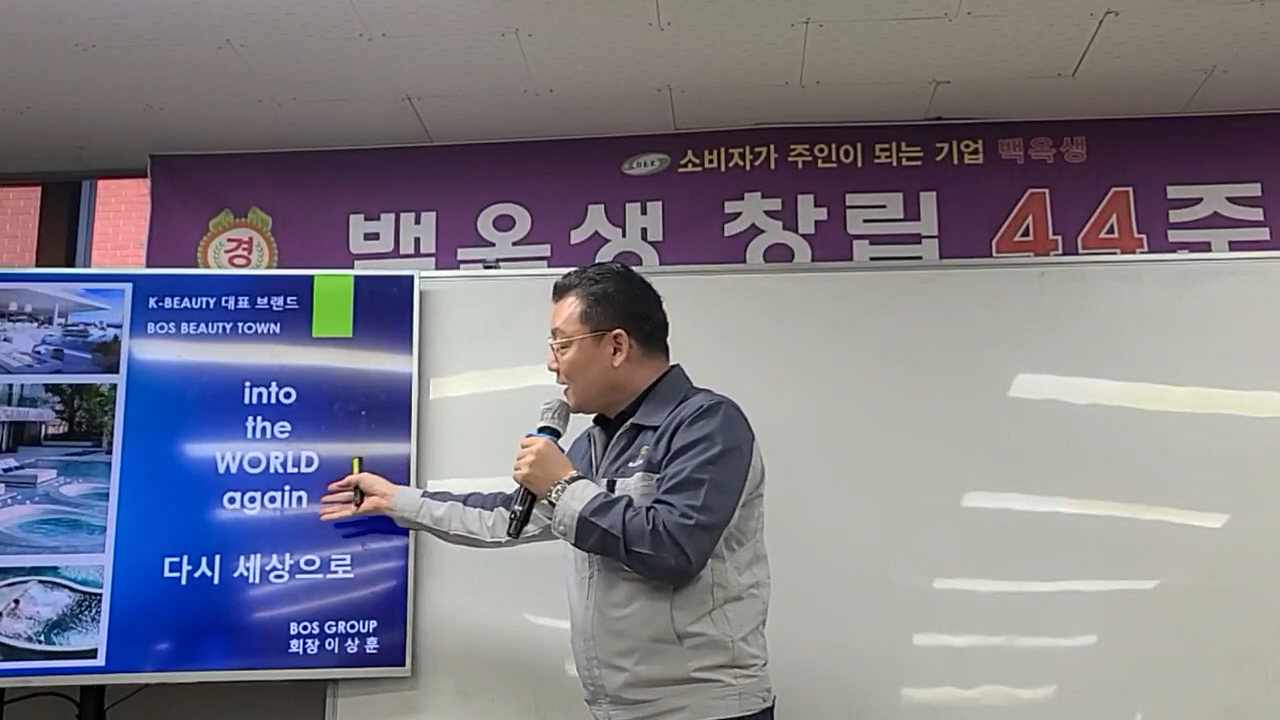 소비자가 주인이 되는 기업 백옥생
백옥생 창립 44주
경
K-BEAUTY 대표 브랜드
BOS BEAUTY TOWN
into
the
WORLD
again
다시 세상으로
BOS GROUP
회장 이 상 훈